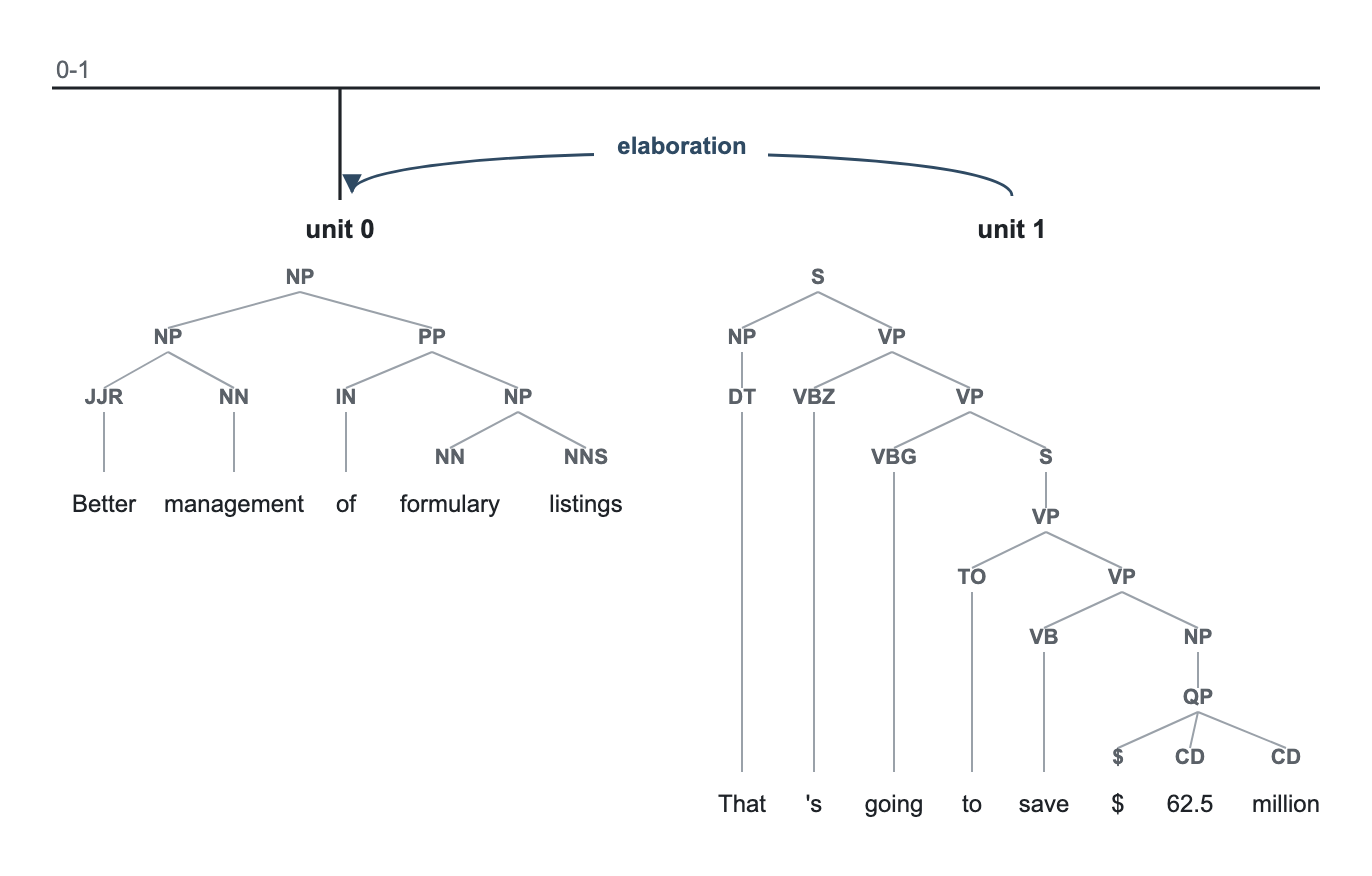 0-1
elaboration
unit 0 unit 1
NP S
NP PP NP VP
JJR NN IN NP DT VBZ VP
NN NNS VBG S
Better management of formulary listings
VP
TO VP
VB NP
QP
$ CD CD
That 's going to save $ 62.5 million